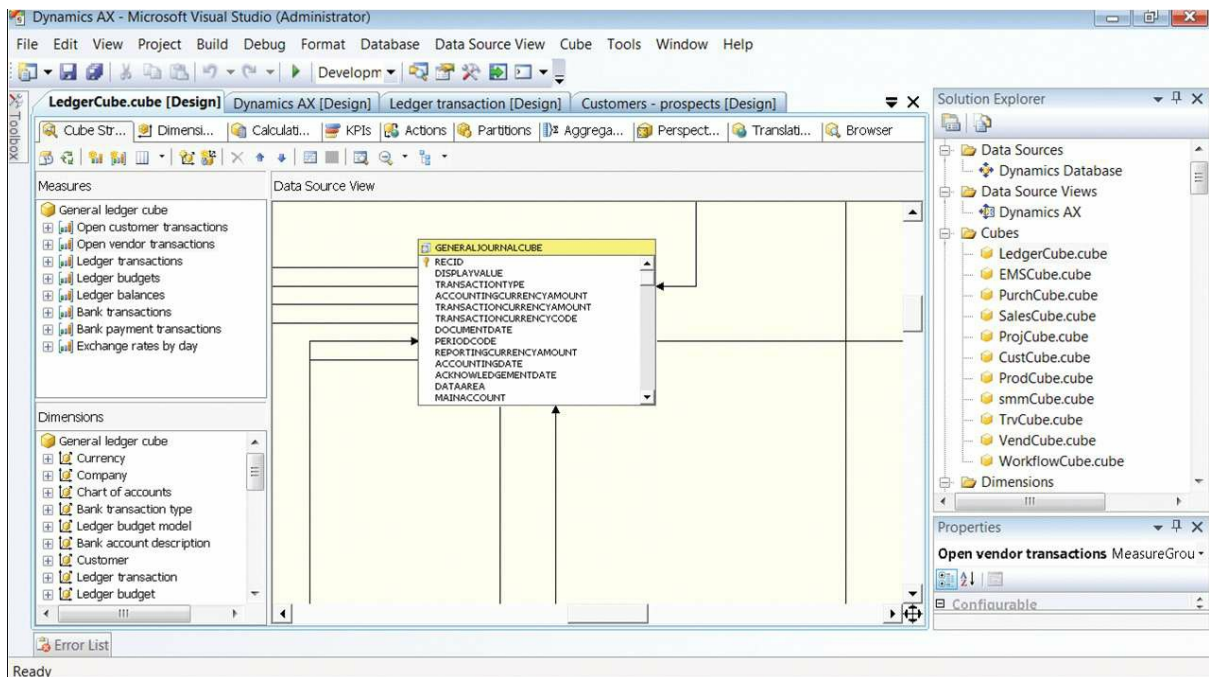 Dynamics AX - Microsoft Visual Studio (Administrator)
File Edit View Project Build Debug Format Database Data Source View Cube Tools Window Help
Developm
Toolbox
LedgerCube.cube [Design] Dynamics AX [Design] Ledger transaction [Design] Customers - prospects [Design]
Cube Str... Dimensi... Calculati... KPIs Actions Partitions Aggrega... Perspect... Translati... Browser
Measures
General ledger cube
Open customer transactions
Open vendor transactions
Ledger transactions
Ledger budgets
Ledger balances
Bank transactions
Bank payment transactions
Exchange rates by day
Dimensions
General ledger cube
Currency
Company
Chart of accounts
Bank transaction type
Ledger budget model
Bank account description
Customer
Ledger transaction
Ledger budget
Data Source View
GENERALJOURNALCUBE
RECID
DISPLAYVALUE
TRANSACTIONTYPE
ACCOUNTINGCURRENCYAMOUNT
TRANSACTIONCURRENCYAMOUNT
TRANSACTIONCURRENCYCODE
DOCUMENTDATE
PERIODCODE
REPORTINGCURRENCYAMOUNT
ACCOUNTINGDATE
ACKNOWLEDGEMENTDATE
DATAAREA
MAINACCOUNT
Solution Explorer
Data Sources
Dynamics Database
Data Source Views
Dynamics AX
Cubes
LedgerCube.cube
EMSCube.cube
PurchCube.cube
SalesCube.cube
ProjCube.cube
CustCube.cube
ProdCube.cube
smmCube.cube
TrvCube.cube
VendCube.cube
WorkflowCube.cube
Dimensions
Properties
Open vendor transactions MeasureGrou
Configurable
Error List
Ready